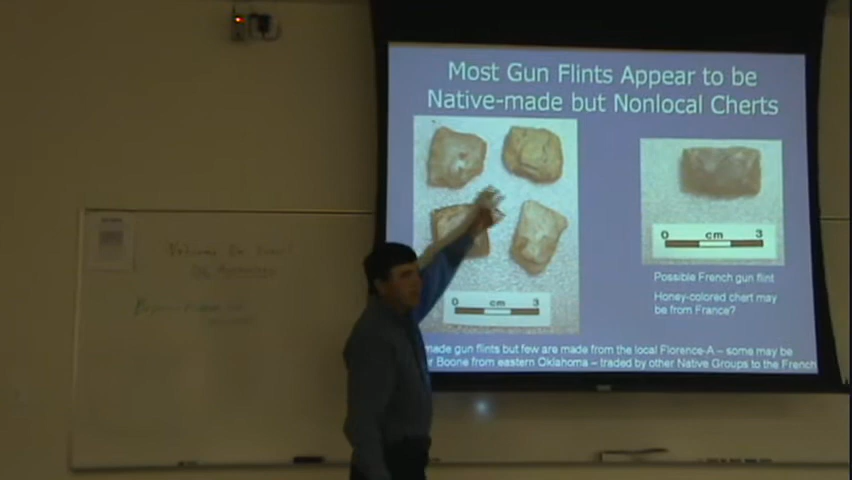 Most Gun Flints Appear to be
Native-made but Nonlocal Cherts
0 cm 3
0 cm 3
Possible French gun flint
Honey-colored chert may
be from France?
made gun flints but few are made from the local Florence-A – some may be
Boone from eastern Oklahoma – traded by other Native Groups to the French